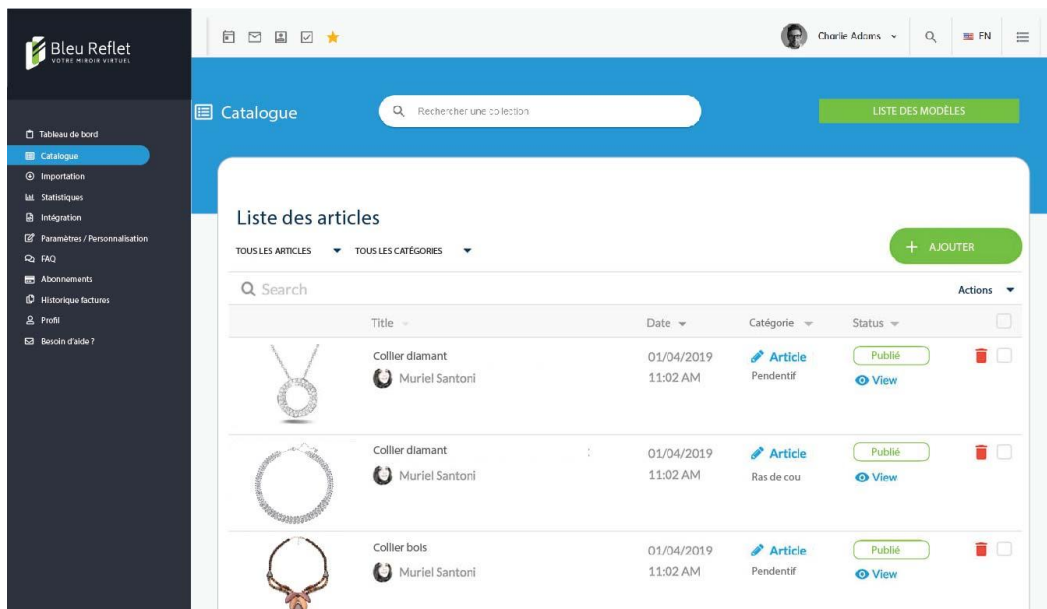 Bleu Reflet
VOTRE MIROIR VIRTUEL
Charlie Adams
EN
Catalogue
Rechercher une collection
LISTE DES MODÈLES
Tableau de bord
Catalogue
Importation
Statistiques
Intégration
Paramètres / Personnalisation
FAQ
Abonnements
Historique factures
Profil
Besoin d'aide ?
Liste des articles
TOUS LES ARTICLES TOUS LES CATÉGORIES
+ AJOUTER
Search
Actions
Title Date Catégorie Status
Collier diamant 01/04/2019 Article Publié
Muriel Santoni 11:02 AM Pendentif View
Collier diamant : 01/04/2019 Article Publié
Muriel Santoni 11:02 AM Ras de cou View
Collier bois 01/04/2019 Article Publié
Muriel Santoni 11:02 AM Pendentif View